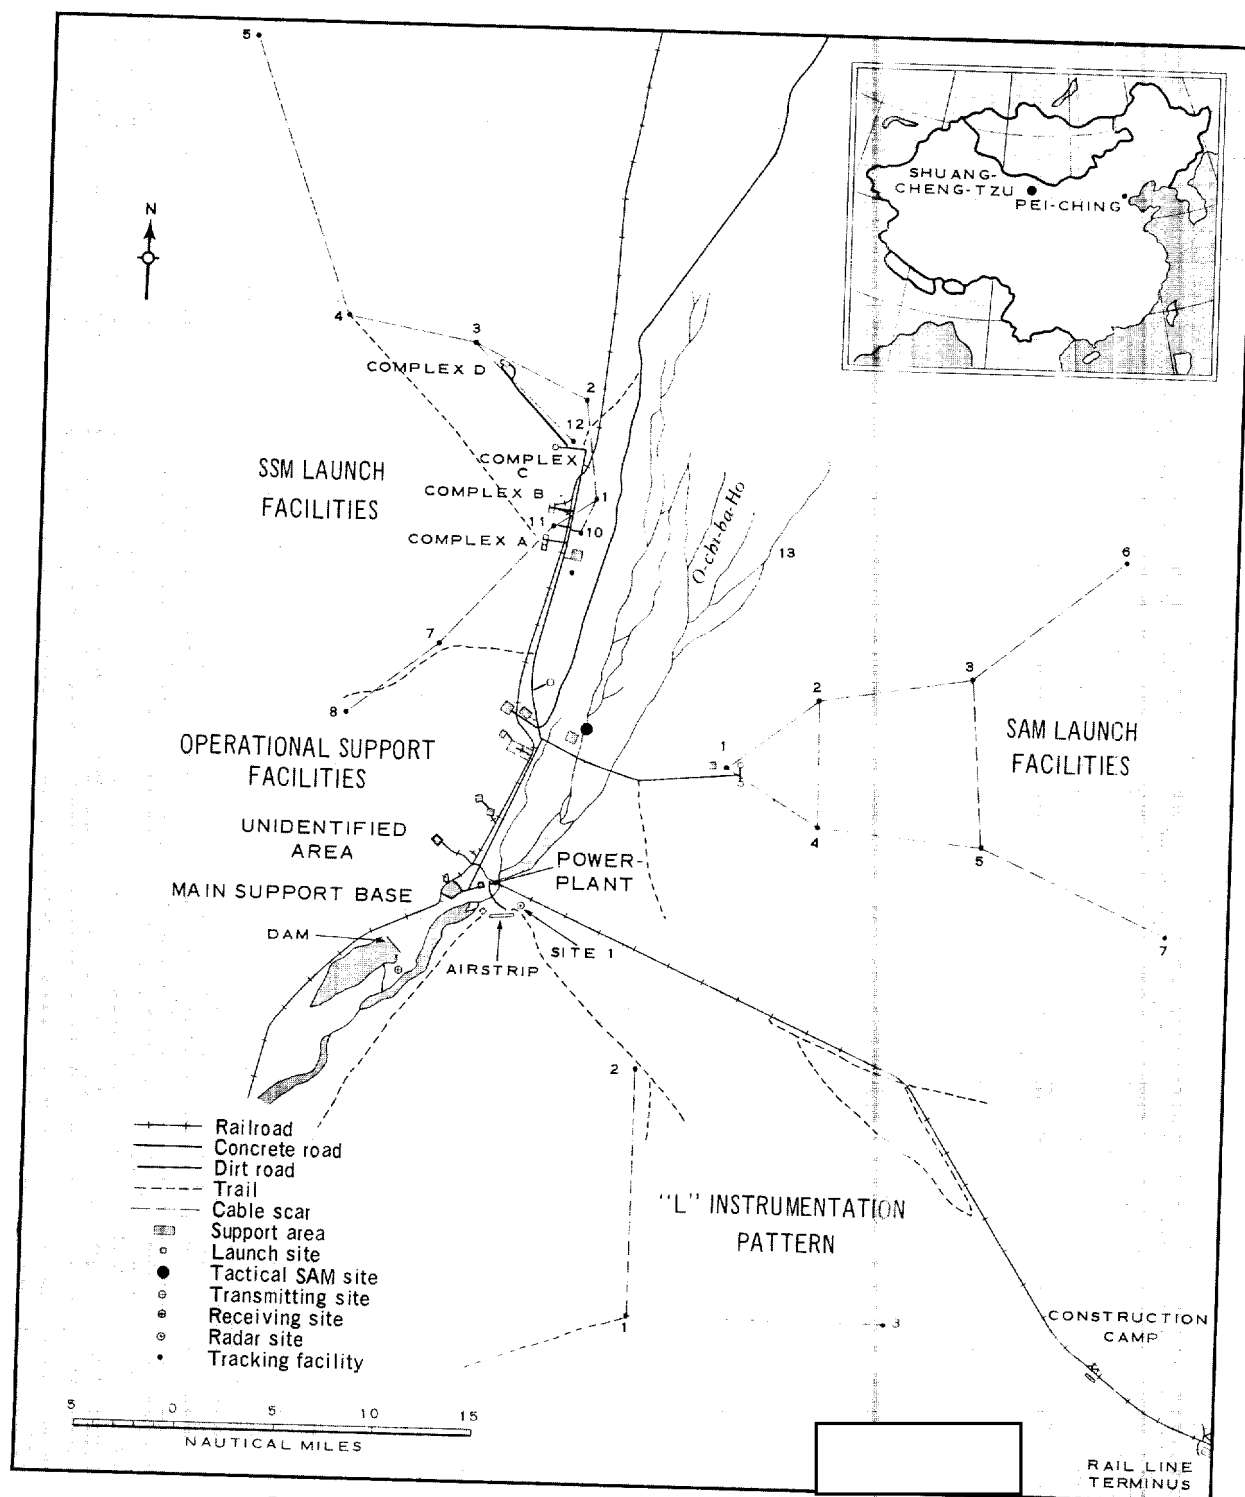 5
N
SHUANG-
CHENG-TZU
PEI-CHING
4
3
COMPLEX D
2
12
COMPLEX
C
SSM LAUNCH
FACILITIES
COMPLEX B
1
11
10
COMPLEX A
O-chi-ba-Ho
13
6
7
8
3
2
SAM LAUNCH
FACILITIES
1
OPERATIONAL SUPPORT
FACILITIES
4
5
7
UNIDENTIFIED
AREA
POWER-
PLANT
MAIN SUPPORT BASE
DAM
SITE 1
AIRSTRIP
2
Railroad
Concrete road
Dirt road
Trail
Cable scar
Support area
Launch site
Tactical SAM site
Transmitting site
Receiving site
Radar site
Tracking facility
"L" INSTRUMENTATION
PATTERN
1
3
CONSTRUCTION
CAMP
5 0 5 10 15
NAUTICAL MILES
RAIL LINE
TERMINUS